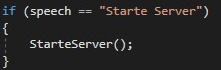 if (speech == "Starte Server")
{
    StarteServer();
}